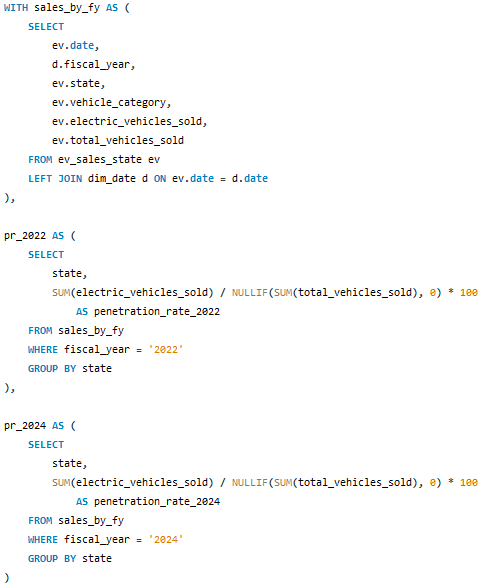 WITH sales_by_fy AS (
    SELECT
        ev.date,
        d.fiscal_year,
        ev.state,
        ev.vehicle_category,
        ev.electric_vehicles_sold,
        ev.total_vehicles_sold
    FROM ev_sales_state ev
    LEFT JOIN dim_date d ON ev.date = d.date
),

pr_2022 AS (
    SELECT
        state,
        SUM(electric_vehicles_sold) / NULLIF(SUM(total_vehicles_sold), 0) * 100
            AS penetration_rate_2022
    FROM sales_by_fy
    WHERE fiscal_year = '2022'
    GROUP BY state
),

pr_2024 AS (
    SELECT
        state,
        SUM(electric_vehicles_sold) / NULLIF(SUM(total_vehicles_sold), 0) * 100
            AS penetration_rate_2024
    FROM sales_by_fy
    WHERE fiscal_year = '2024'
    GROUP BY state
)